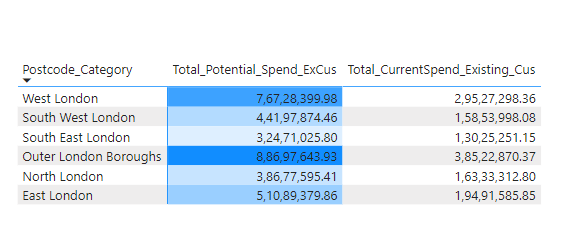 Postcode_Category Total_Potential_Spend_ExCus Total_CurrentSpend_Existing_Cus
West London 7,67,28,399.98 2,95,27,298.36
South West London 4,41,97,874.46 1,58,53,998.08
South East London 3,24,71,025.80 1,30,25,251.15
Outer London Boroughs 8,86,97,643.93 3,85,22,870.37
North London 3,86,77,595.41 1,63,33,312.80
East London 5,10,89,379.86 1,94,91,585.85